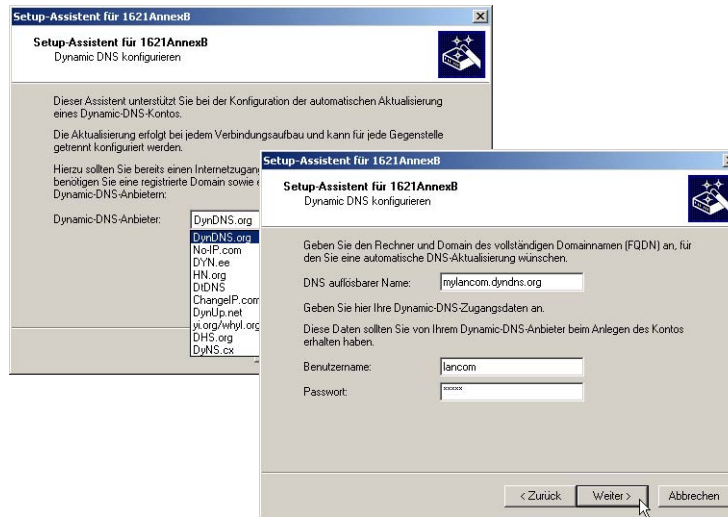 Setup-Assistent für 1621AnnexB
Setup-Assistent für 1621AnnexB
Dynamic DNS konfigurieren
Dieser Assistent unterstützt Sie bei der Konfiguration der automatischen Aktualisierung
eines Dynamic-DNS-Kontos.
Die Aktualisierung erfolgt bei jedem Verbindungsaufbau und kann für jede Gegenstelle
getrennt konfiguriert werden.
Hierzu sollten Sie bereits einen
benötigen Sie eine registrierte Domain sowie
Dynamic-DNS-Anbietern:
Dynamic-DNS-Anbieter:
DynDNS.org
DynDNS.org
No-IP.com
DYN.ee
HN.org
DtDNS
ChangeIP.com
DynUp.net
yi.org/whyI.org
DHS.org
DyNS.cx
Setup-Assistent für 1621AnnexB
Setup-Assistent für 1621AnnexB
Dynamic DNS konfigurieren
Geben Sie den Rechner und Domain des vollständigen Domainnamen (FQDN) an, für
den Sie eine automatische DNS-Aktualisierung wünschen.
DNS auflösbarer Name:
mylancom.dyndns.org
Geben Sie hier Ihre Dynamic-DNS-Zugangsdaten an.
Diese Daten sollten Sie von Ihrem Dynamic-DNS-Anbieter beim Anlegen des Kontos
erhalten haben.
Benutzername:
lancom
Passwort:
xxxxx
< Zurück
Weiter >
Abbrechen